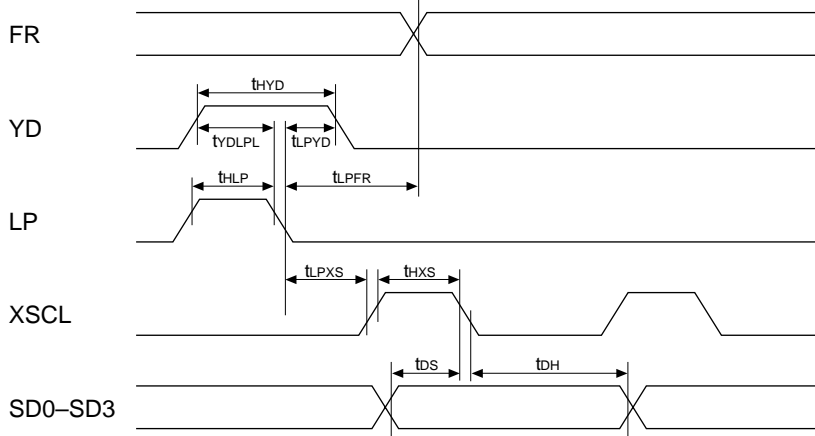 FR
tHYD
YD
tYDLPL tLPYD
tHLP tLPFR
LP
tLPXS tHXS
XSCL
tDS tDH
SD0–SD3